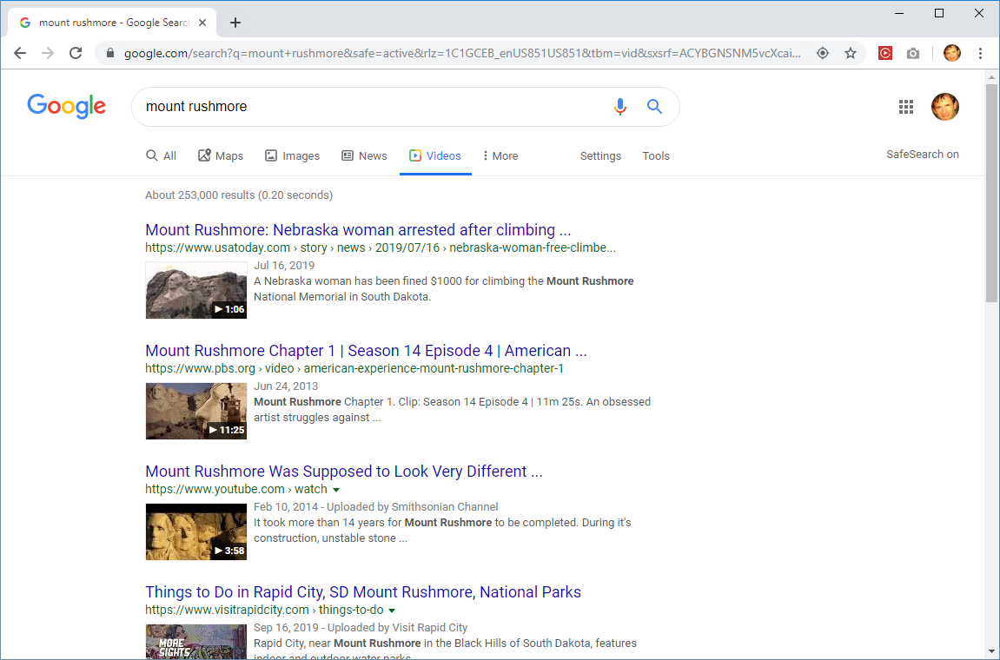 mount rushmore - Google Searc
google.com/search?q=mount+rushmore&safe=active&rlz=1C1GCEB_enUS851US851&tbm=vid&sxsrf=ACYBGNSNM5vcXcai...
Google
mount rushmore
All Maps Images News Videos More Settings Tools SafeSearch on
About 253,000 results (0.20 seconds)
Mount Rushmore: Nebraska woman arrested after climbing ...
https://www.usatoday.com › story › news › 2019/07/16 › nebraska-woman-free-climbe...
Jul 16, 2019
A Nebraska woman has been fined $1000 for climbing the Mount Rushmore
National Memorial in South Dakota.
1:06
Mount Rushmore Chapter 1 | Season 14 Episode 4 | American ...
https://www.pbs.org › video › american-experience-mount-rushmore-chapter-1
Jun 24, 2013
Mount Rushmore Chapter 1. Clip: Season 14 Episode 4 | 11m 25s. An obsessed
artist struggles against ...
11:25
Mount Rushmore Was Supposed to Look Very Different ...
https://www.youtube.com › watch
Feb 10, 2014 - Uploaded by Smithsonian Channel
It took more than 14 years for Mount Rushmore to be completed. During it's
construction, unstable stone ...
3:58
Things to Do in Rapid City, SD Mount Rushmore, National Parks
https://www.visitrapidcity.com › things-to-do
Sep 16, 2019 - Uploaded by Visit Rapid City
MORE
SIGHTS
Rapid City, near Mount Rushmore in the Black Hills of South Dakota, features
indoor and outdoor water parks